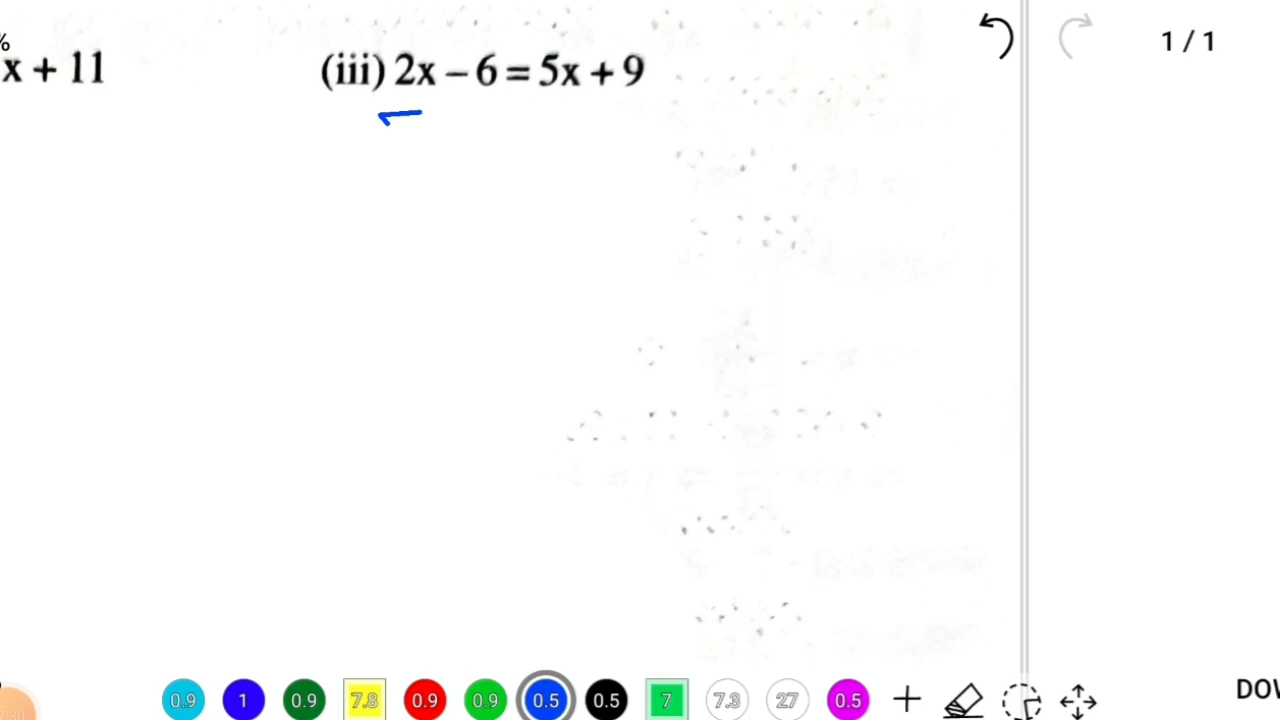 %
x + 11
(iii) 2x – 6 = 5x + 9
1 / 1
0.9 1 0.9 7.8 0.9 0.9 0.5 0.5 7 7.3 27 0.5